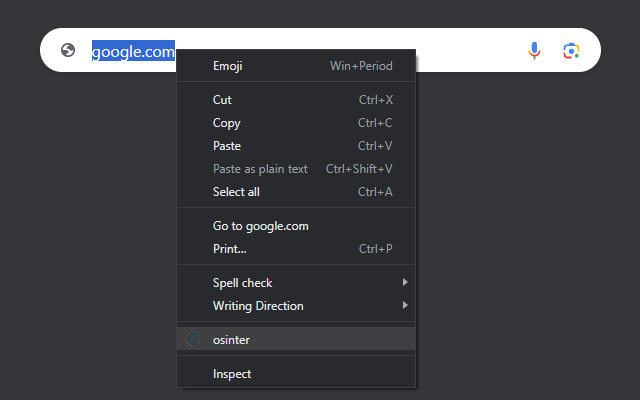 google.com
Emoji Win+Period
Cut Ctrl+X
Copy Ctrl+C
Paste Ctrl+V
Paste as plain text Ctrl+Shift+V
Select all Ctrl+A
Go to google.com
Print... Ctrl+P
Spell check
Writing Direction
osinter
Inspect